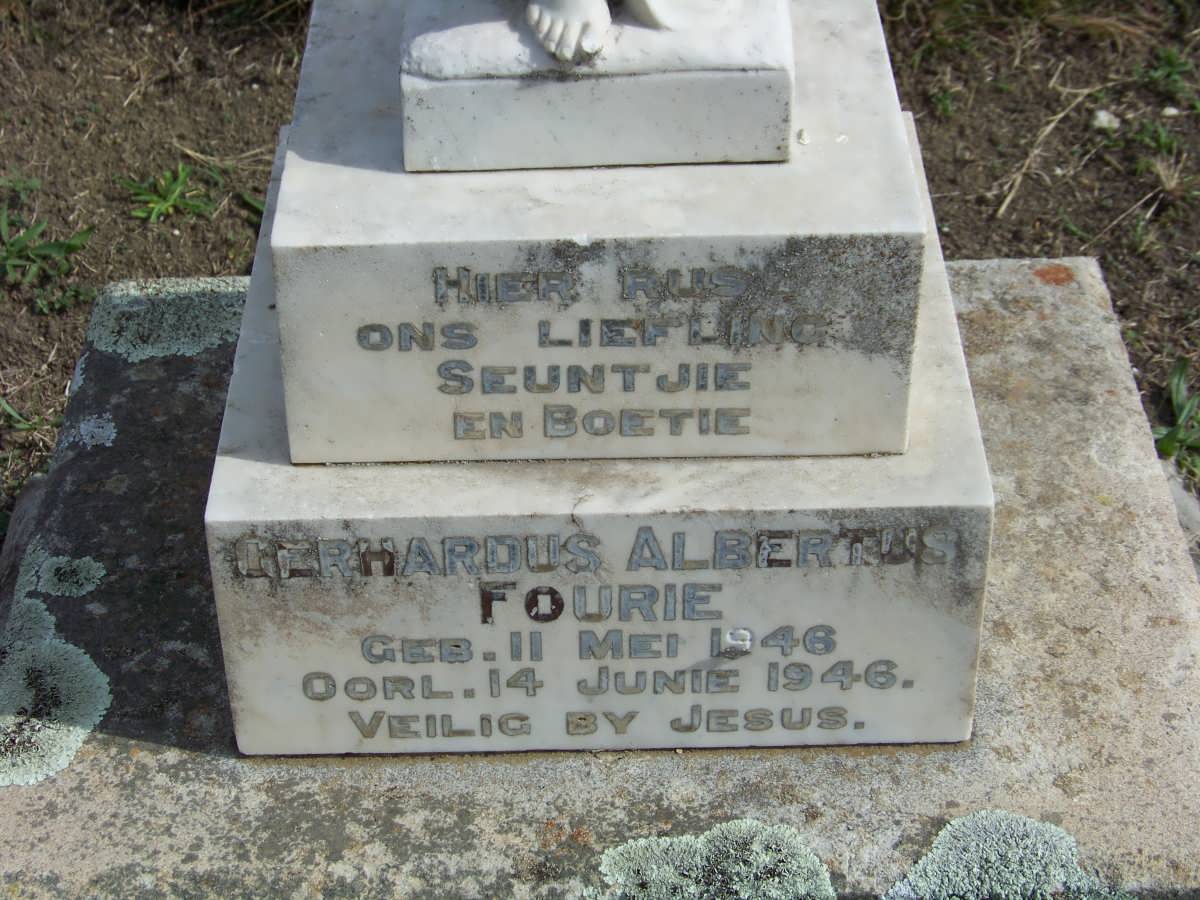 HIER RUS
ONS LIEFLING
SEUNTJIE
EN BOETIE
GERHARDUS ALBERTUS
FOURIE
GEB. 11 MEI 1946
OORL. 14 JUNIE 1946.
VEILIG BY JESUS.